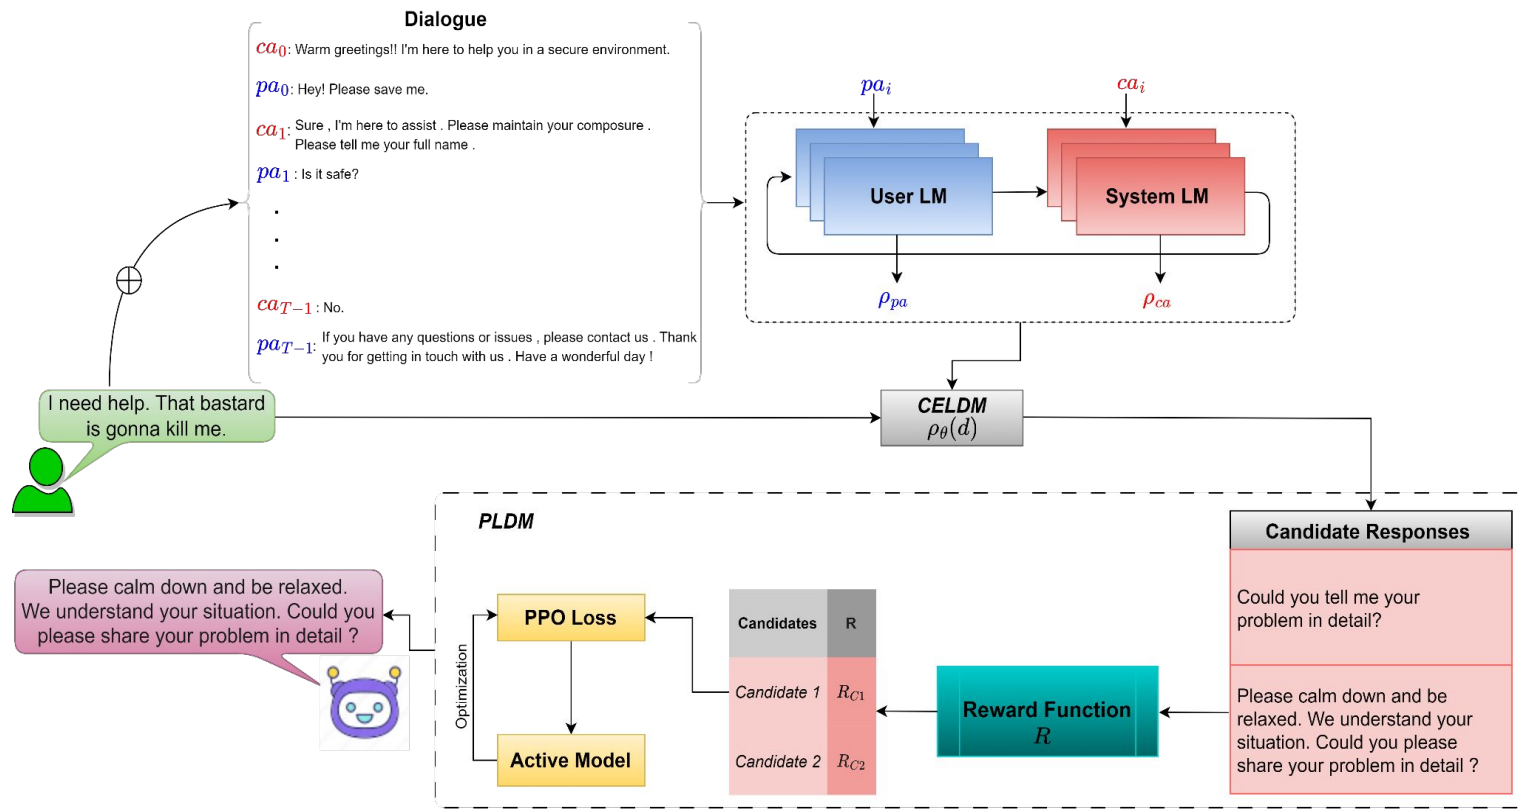 Dialogue
ca0: Warm greetings!! I'm here to help you in a secure environment.
pa0: Hey! Please save me.
ca1: Sure , I'm here to assist . Please maintain your composure .
Please tell me your full name .
pa1 : Is it safe?
.
.
.
caT−1 : No.
paT−1: If you have any questions or issues , please contact us . Thank
you for getting in touch with us . Have a wonderful day !
pai
cai
User LM
System LM
ρpa
ρca
I need help. That bastard
is gonna kill me.
CELDM
ρθ(d)
PLDM
Candidate Responses
Could you tell me your
problem in detail?
Please calm down and be
relaxed. We understand your
situation. Could you please
share your problem in detail ?
Reward Function
R
Candidates R
Candidate 1 RC1
Candidate 2 RC2
PPO Loss
Optimization
Active Model
Please calm down and be relaxed.
We understand your situation. Could you
please share your problem in detail ?